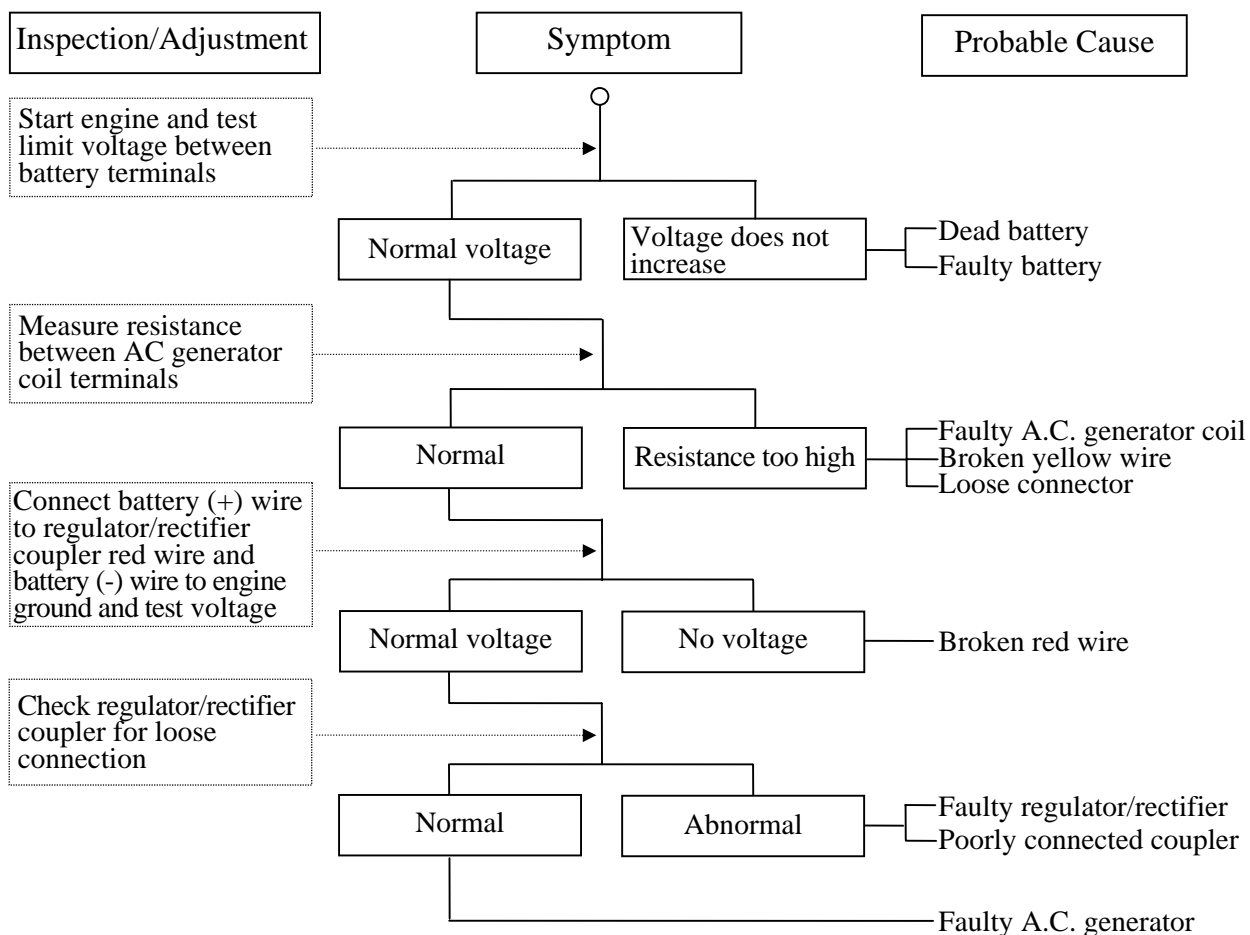 Inspection/Adjustment
Symptom
Probable Cause
Start engine and test
limit voltage between
battery terminals
Normal voltage
Voltage does not
increase
Dead battery
Faulty battery
Measure resistance
between AC generator
coil terminals
Normal
Resistance too high
Faulty A.C. generator coil
Broken yellow wire
Loose connector
Connect battery (+) wire
to regulator/rectifier
coupler red wire and
battery (-) wire to engine
ground and test voltage
Normal voltage
No voltage
Broken red wire
Check regulator/rectifier
coupler for loose
connection
Normal
Abnormal
Faulty regulator/rectifier
Poorly connected coupler
Faulty A.C. generator